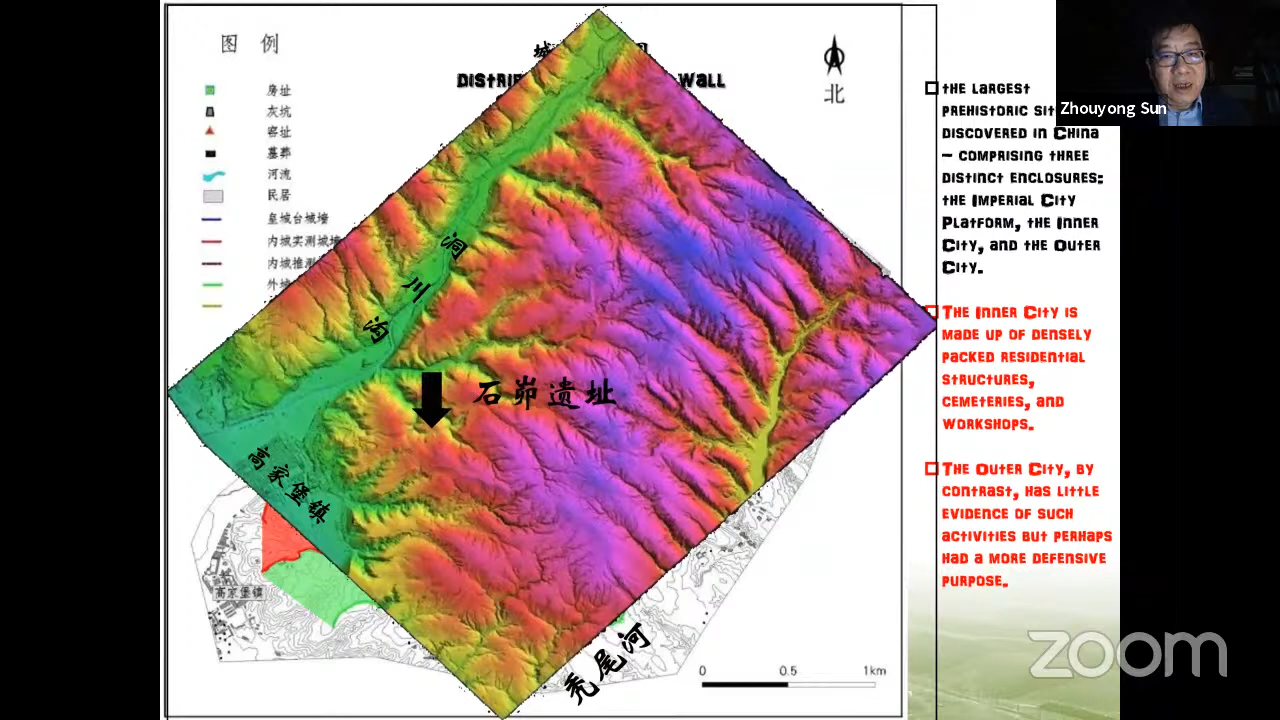 图 例
房址
灰坑
窑址
墓葬
河流
民居
皇城台城墙
内城实测城墙
内城推测
外城
城
DISTRI
WALL
北
洞川沟
石峁遗址
高家堡镇
高家堡镇
秃尾河
0 0.5 1km
THE LARGEST
PREHISTORIC SIT
DISCOVERED IN CHINA
– COMPRISING THREE
DISTINCT ENCLOSURES:
THE IMPERIAL CITY
PLATFORM, THE INNER
CITY, AND THE OUTER
CITY.
THE INNER CITY IS
MADE UP OF DENSELY
PACKED RESIDENTIAL
STRUCTURES,
CEMETERIES, AND
WORKSHOPS.
THE OUTER CITY, BY
CONTRAST, HAS LITTLE
EVIDENCE OF SUCH
ACTIVITIES BUT PERHAPS
HAD A MORE DEFENSIVE
PURPOSE.
Zhouyong Sun
zoom